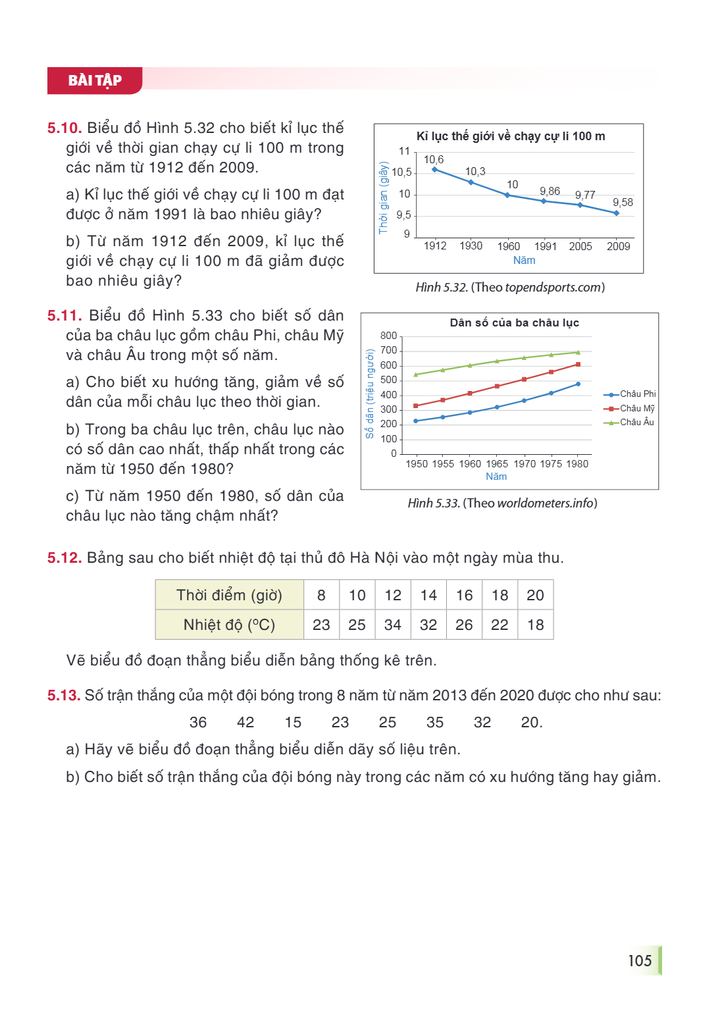 BÀI TẬP
5.10. Biểu đồ Hình 5.32 cho biết kỉ lục thế
giới về thời gian chạy cự li 100 m trong
các năm từ 1912 đến 2009.
a) Kỉ lục thế giới về chạy cự li 100 m đạt
được ở năm 1991 là bao nhiêu giây?
b) Từ năm 1912 đến 2009, kỉ lục thế
giới về chạy cự li 100 m đã giảm được
bao nhiêu giây?
Kỉ lục thế giới về chạy cự li 100 m
Thời gian (giây)
11
10,5
10
9,5
9
10,6
10,3
10
9,86
9,77
9,58
1912 1930 1960 1991 2005 2009
Năm
Hình 5.32. (Theo topendsports.com)
5.11. Biểu đồ Hình 5.33 cho biết số dân
của ba châu lục gồm châu Phi, châu Mỹ
và châu Âu trong một số năm.
a) Cho biết xu hướng tăng, giảm về số
dân của mỗi châu lục theo thời gian.
b) Trong ba châu lục trên, châu lục nào
có số dân cao nhất, thấp nhất trong các
năm từ 1950 đến 1980?
c) Từ năm 1950 đến 1980, số dân của
châu lục nào tăng chậm nhất?
Dân số của ba châu lục
Số dân (triệu người)
800
700
600
500
400
300
200
100
0
1950 1955 1960 1965 1970 1975 1980
Năm
Châu Phi
Châu Mỹ
Châu Âu
Hình 5.33. (Theo worldometers.info)
5.12. Bảng sau cho biết nhiệt độ tại thủ đô Hà Nội vào một ngày mùa thu.
Thời điểm (giờ) 8 10 12 14 16 18 20
Nhiệt độ (ºC) 23 25 34 32 26 22 18
Vẽ biểu đồ đoạn thẳng biểu diễn bảng thống kê trên.
5.13. Số trận thắng của một đội bóng trong 8 năm từ năm 2013 đến 2020 được cho như sau:
36 42 15 23 25 35 32 20.
a) Hãy vẽ biểu đồ đoạn thẳng biểu diễn dãy số liệu trên.
b) Cho biết số trận thắng của đội bóng này trong các năm có xu hướng tăng hay giảm.
105